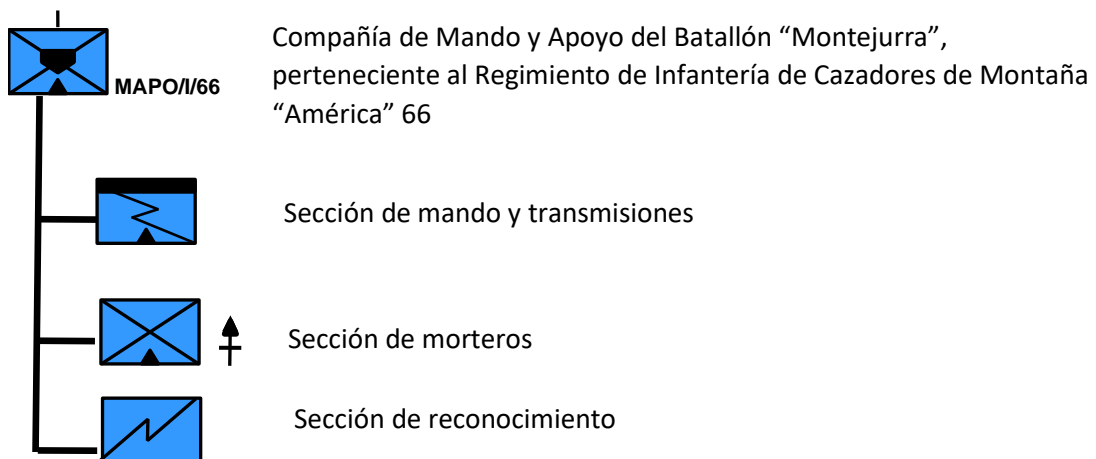 Compañía de Mando y Apoyo del Batallón “Montejurra”,
MAPO/I/66 perteneciente al Regimiento de Infantería de Cazadores de Montaña
“América” 66
Sección de mando y transmisiones
Sección de morteros
Sección de reconocimiento